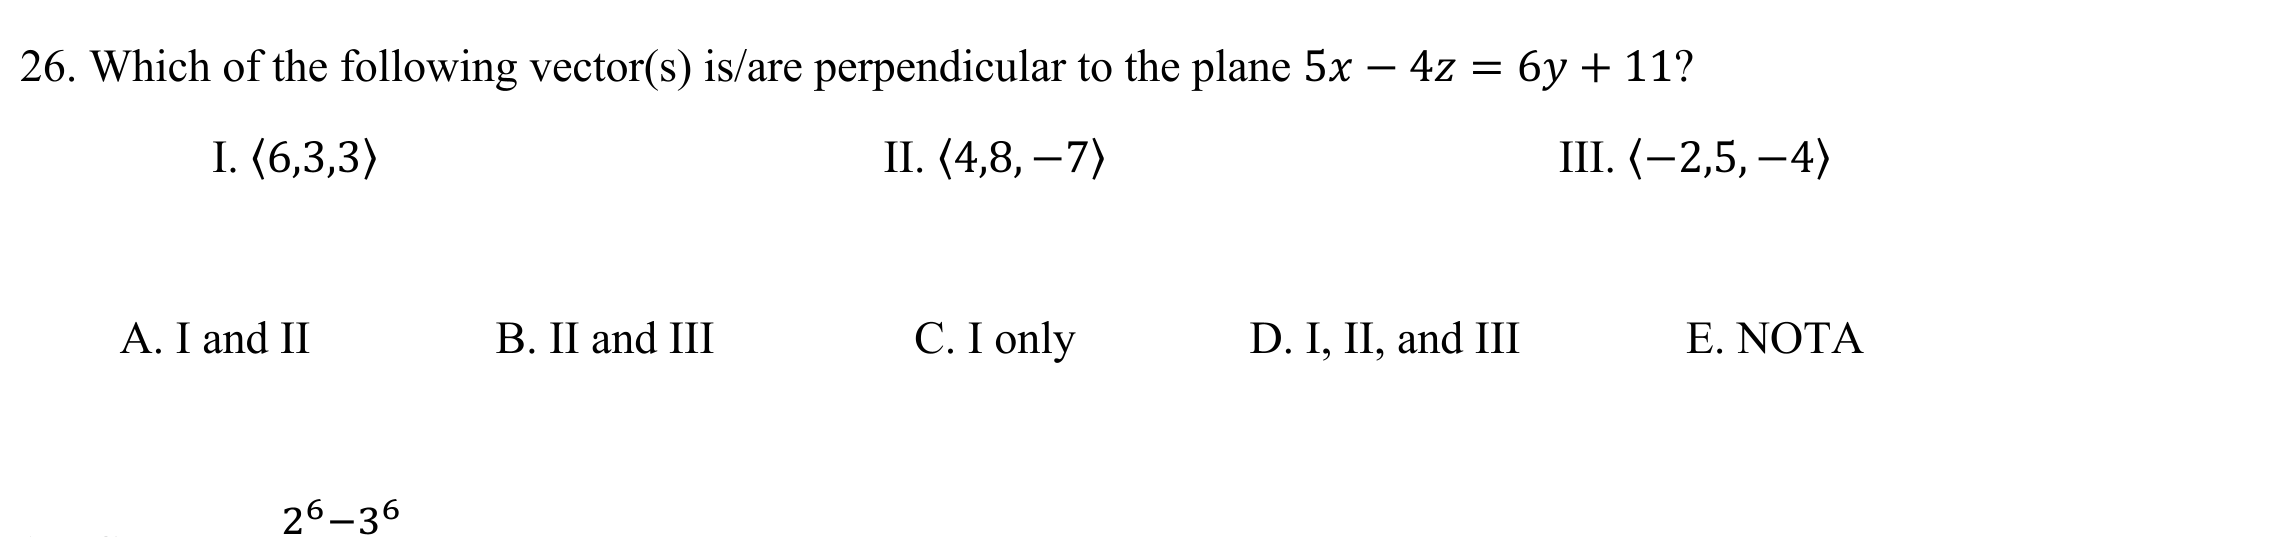 26. Which of the following vector(s) is/are perpendicular to the plane 5x − 4z = 6y + 11?
I. ⟨6,3,3⟩ II. ⟨4,8, −7⟩ III. ⟨−2,5, −4⟩
A. I and II B. II and III C. I only D. I, II, and III E. NOTA
2⁶−3⁶